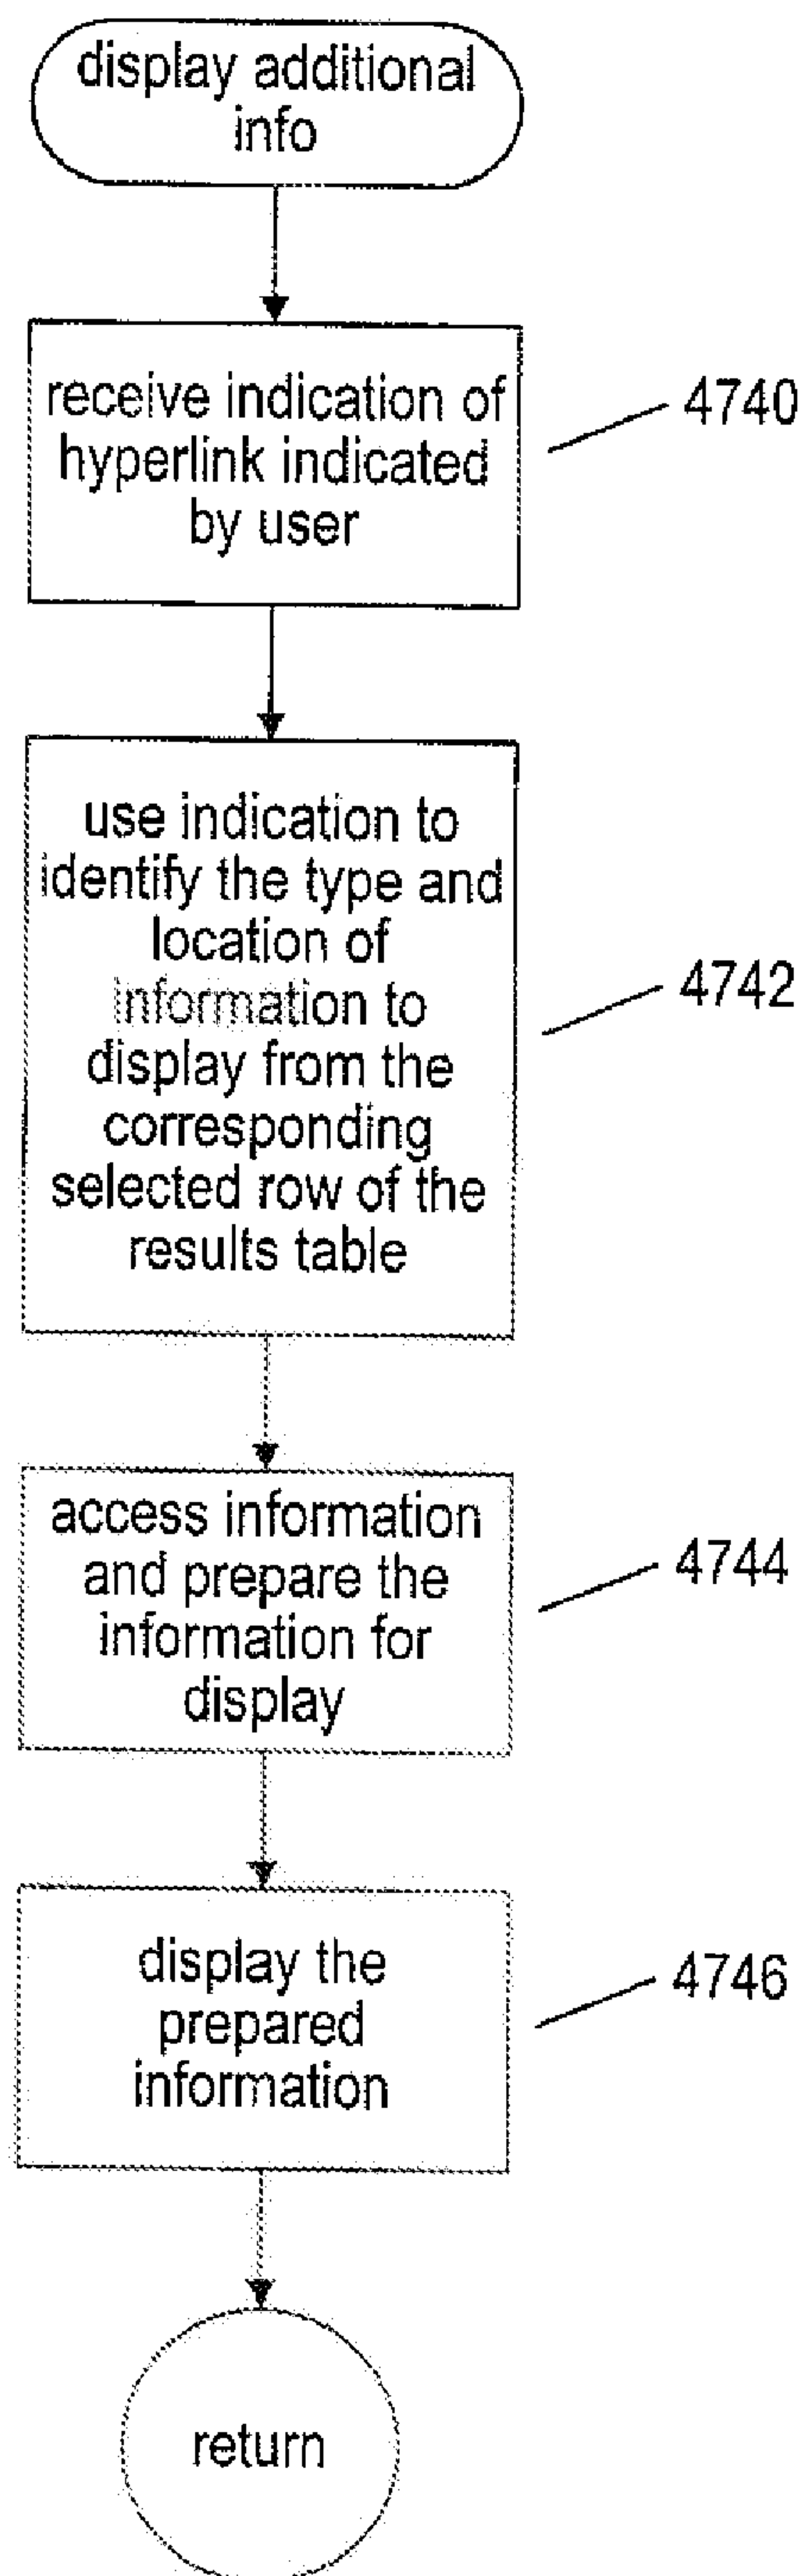 display additional
info
receive indication of
hyperlink indicated
by user
4740
use indication to
identify the type and
location of
information to
display from the
corresponding
selected row of the
results table
4742
access information
and prepare the
information for
display
4744
display the
prepared
information
4746
return